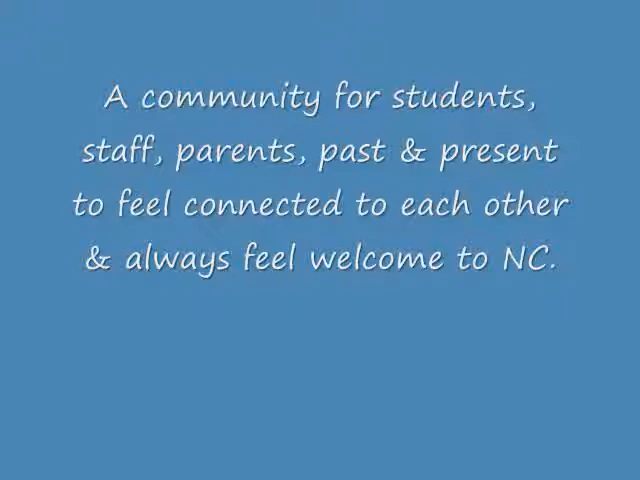 A community for students,
staff, parents, past & present
to feel connected to each other
& always feel welcome to NC.